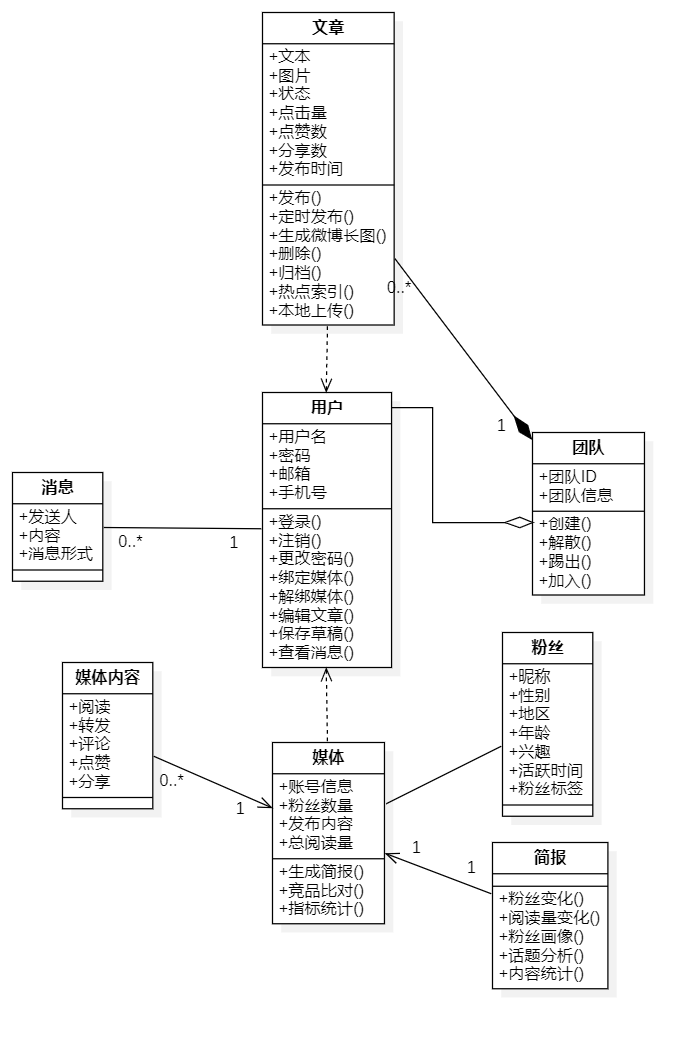 文章
+文本
+图片
+状态
+点击量
+点赞数
+分享数
+发布时间
+发布()
+定时发布()
+生成微博长图()
+删除()
+归档()
+热点索引()
+本地上传()
0..*
1
用户
+用户名
+密码
+邮箱
+手机号
+登录()
+注销()
+更改密码()
+绑定媒体()
+解绑媒体()
+编辑文章()
+保存草稿()
+查看消息()
团队
+团队ID
+团队信息
+创建()
+解散()
+踢出()
+加入()
消息
+发送人
+内容
+消息形式
0..*
1
粉丝
+昵称
+性别
+地区
+年龄
+兴趣
+活跃时间
+粉丝标签
媒体内容
+阅读
+转发
+评论
+点赞
+分享
0..*
1
媒体
+账号信息
+粉丝数量
+发布内容
+总阅读量
+生成简报()
+竞品比对()
+指标统计()
1
1
简报
+粉丝变化()
+阅读量变化()
+粉丝画像()
+话题分析()
+内容统计()